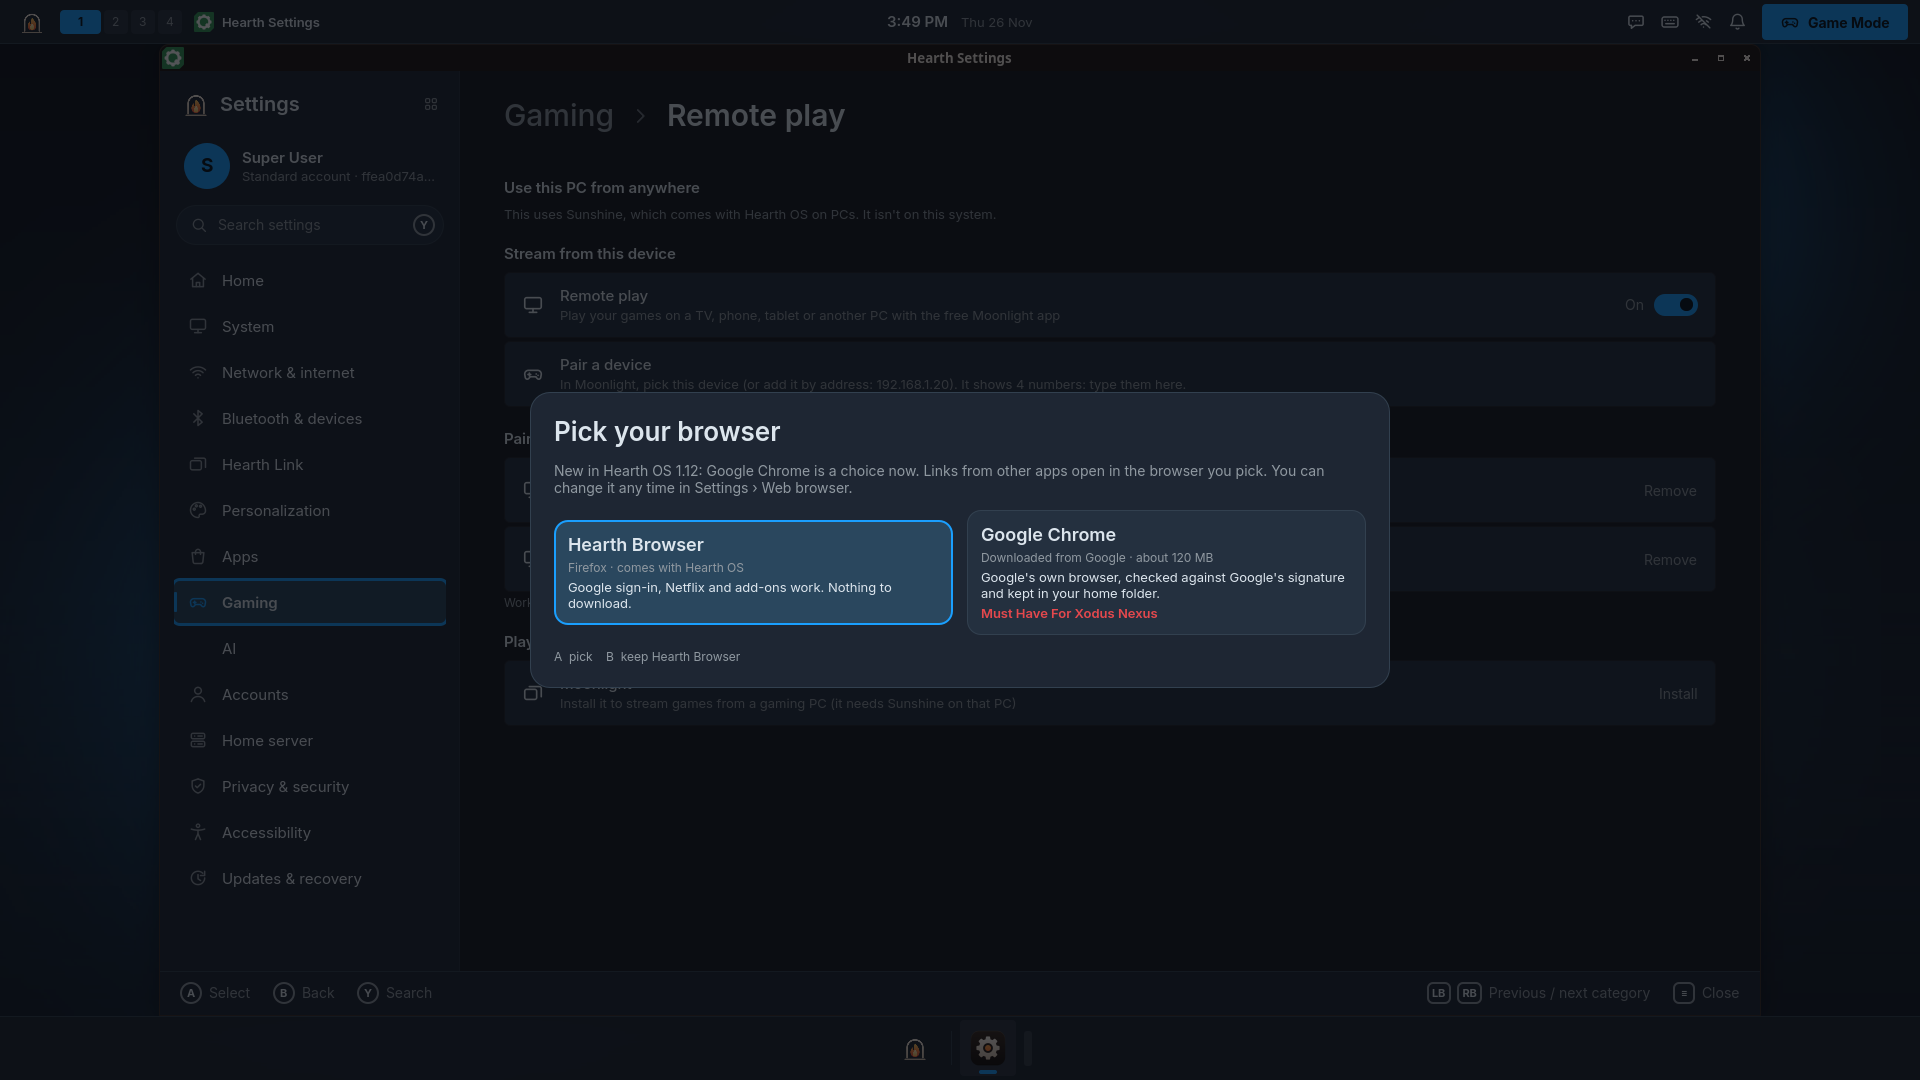 1 2 3 4 Hearth Settings
3:49 PM Thu 26 Nov
Game Mode
Hearth Settings
Settings
S
Super User
Standard account · ffea0d74a...
Search settings Y
Home
System
Network & internet
Bluetooth & devices
Hearth Link
Personalization
Apps
Gaming
AI
Accounts
Home server
Privacy & security
Accessibility
Updates & recovery
Gaming › Remote play
Use this PC from anywhere
This uses Sunshine, which comes with Hearth OS on PCs. It isn't on this system.
Stream from this device
Remote play
Play your games on a TV, phone, tablet or another PC with the free Moonlight app
On
Pair a device
In Moonlight, pick this device (or add it by address: 192.168.1.20). It shows 4 numbers: type them here.
Pick your browser
New in Hearth OS 1.12: Google Chrome is a choice now. Links from other apps open in the browser you pick. You can
change it any time in Settings › Web browser.
Hearth Browser
Firefox · comes with Hearth OS
Google sign-in, Netflix and add-ons work. Nothing to
download.
Google Chrome
Downloaded from Google · about 120 MB
Google's own browser, checked against Google's signature
and kept in your home folder.
Must Have For Xodus Nexus
A pick B keep Hearth Browser
Remove
Remove
Install it to stream games from a gaming PC (it needs Sunshine on that PC)
Install
A Select B Back Y Search
LB RB Previous / next category Close